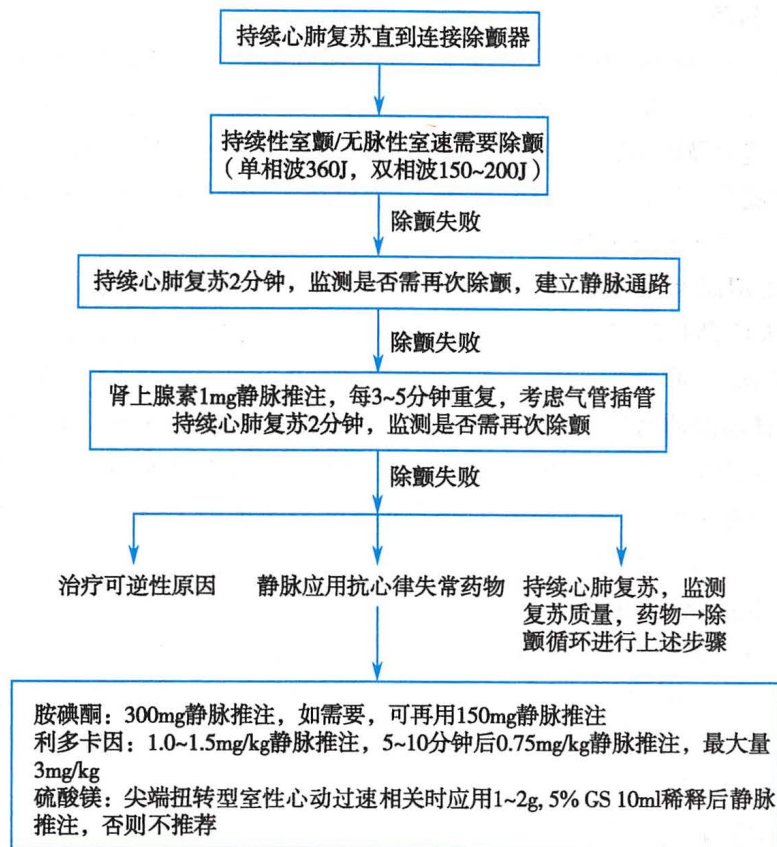 持续心肺复苏直到连接除颤器
持续性室颤/无脉性室速需要除颤
（单相波360J，双相波150~200J）
除颤失败
持续心肺复苏2分钟，监测是否需再次除颤，建立静脉通路
除颤失败
肾上腺素1mg静脉推注，每3~5分钟重复，考虑气管插管
持续心肺复苏2分钟，监测是否需再次除颤
除颤失败
治疗可逆性原因
静脉应用抗心律失常药物
持续心肺复苏，监测
复苏质量，药物→除
颤循环进行上述步骤
胺碘酮：300mg静脉推注，如需要，可再用150mg静脉推注
利多卡因：1.0~1.5mg/kg静脉推注，5~10分钟后0.75mg/kg静脉推注，最大量
3mg/kg
硫酸镁：尖端扭转型室性心动过速相关时应用1~2g, 5% GS 10ml稀释后静脉
推注，否则不推荐